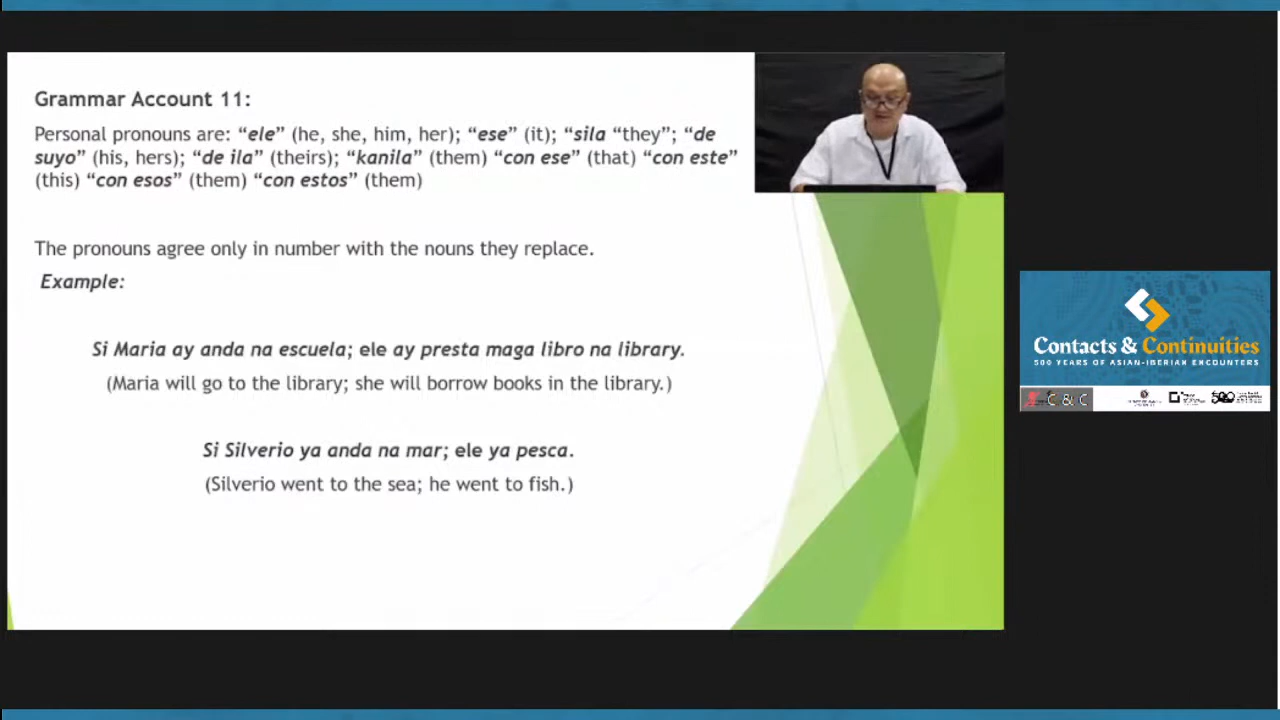 Grammar Account 11:
Personal pronouns are: “ele” (he, she, him, her); “ese” (it); “sila “they”; “de
suyo” (his, hers); “de ila” (theirs); “kanila” (them) “con ese” (that) “con este”
(this) “con esos” (them) “con estos” (them)
The pronouns agree only in number with the nouns they replace.
Example:
Si Maria ay anda na escuela; ele ay presta maga libro na library.
(Maria will go to the library; she will borrow books in the library.)
Si Silverio ya anda na mar; ele ya pesca.
(Silverio went to the sea; he went to fish.)
Contacts & Continuities
500 YEARS OF ASIAN-IBERIAN ENCOUNTERS
C & C